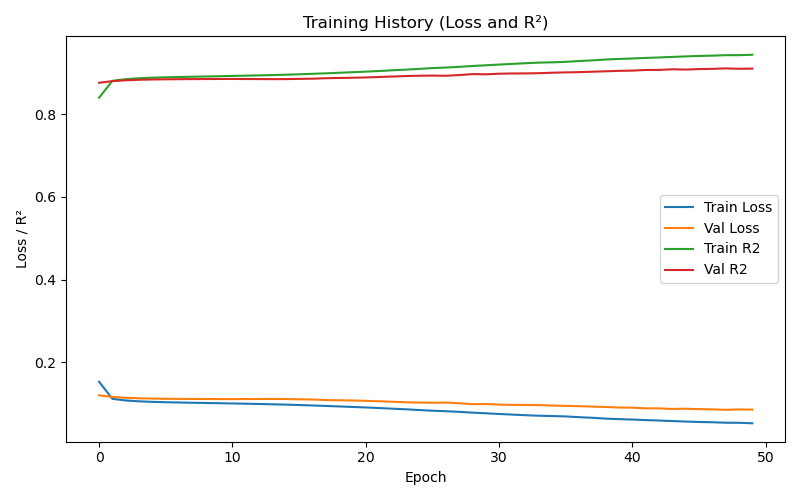 Training History (Loss and R²)
Loss / R²
0.8
0.6
0.4
0.2
Train Loss
Val Loss
Train R2
Val R2
0 10 20 30 40 50
Epoch